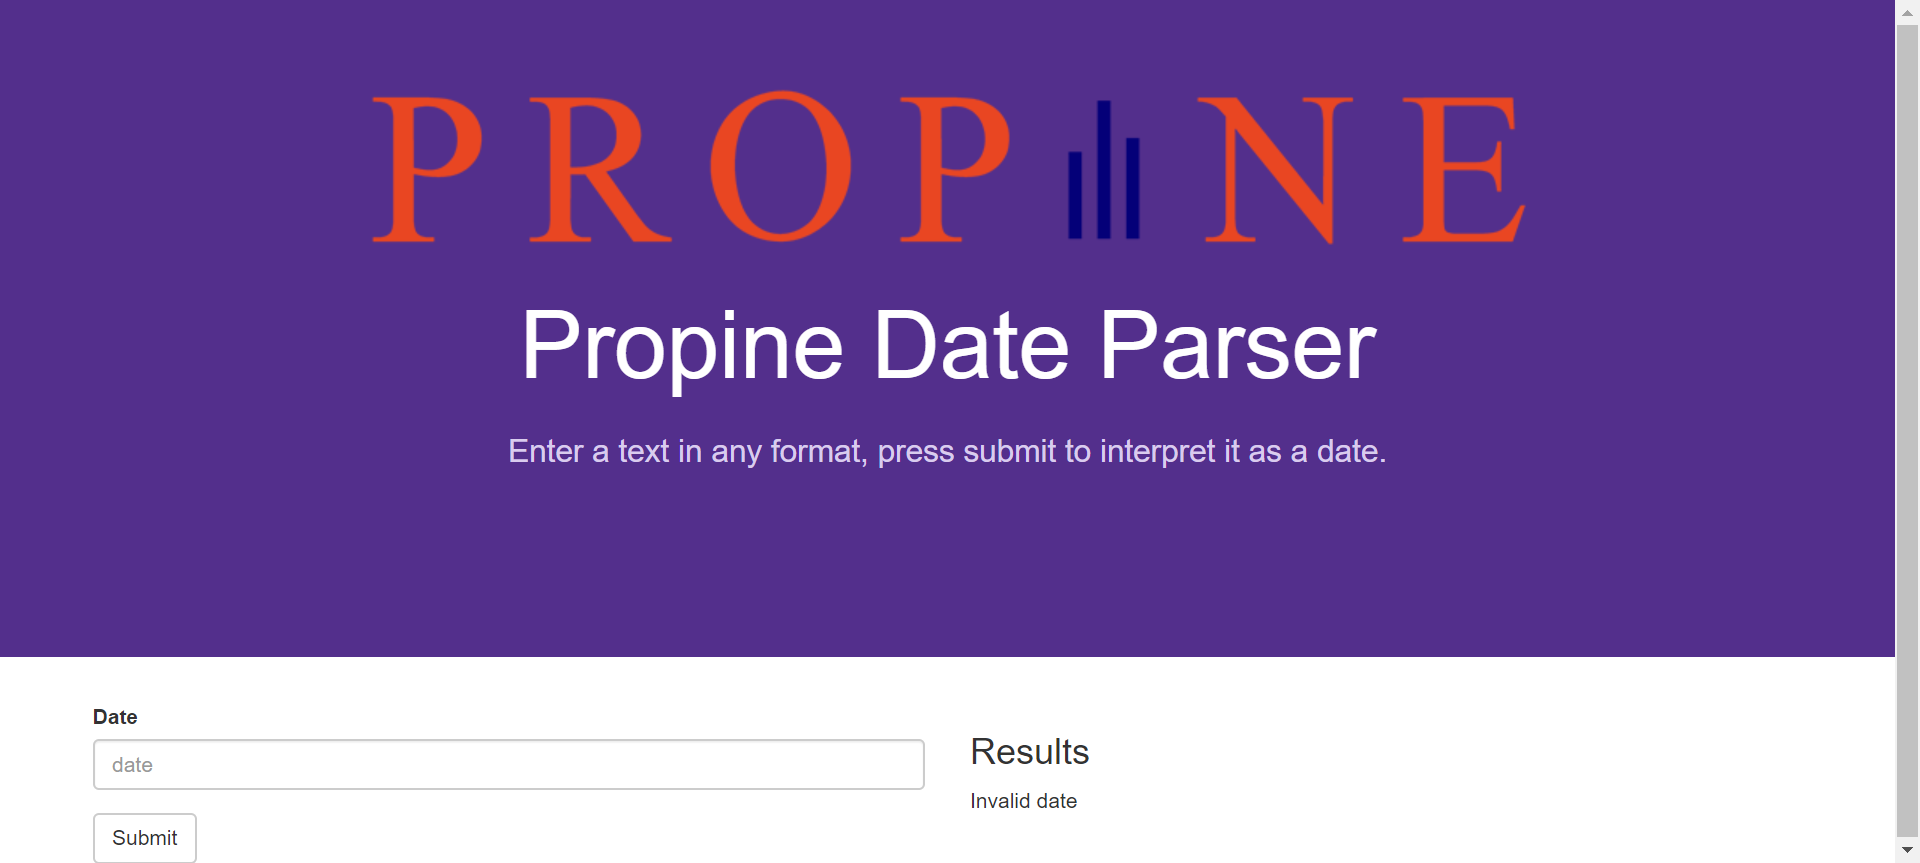 PROPINE
Propine Date Parser
Enter a text in any format, press submit to interpret it as a date.
Date
date
Submit
Results
Invalid date